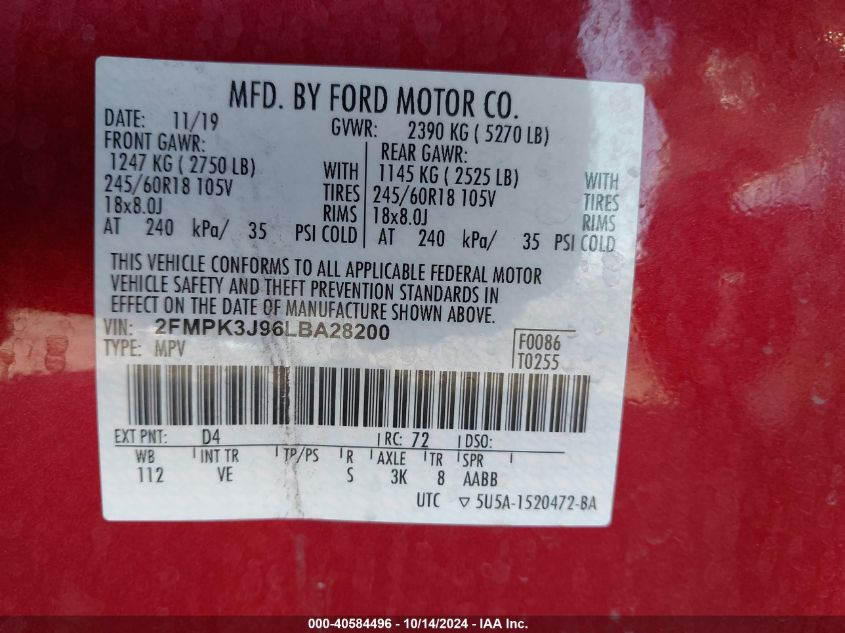 MFD. BY FORD MOTOR CO.
DATE: 11/19 GVWR: 2390 KG ( 5270 LB)
FRONT GAWR: REAR GAWR:
1247 KG ( 2750 LB) WITH 1145 KG ( 2525 LB) WITH
245/60R18 105V TIRES 245/60R18 105V TIRES
18x8.0J RIMS 18x8.0J RIMS
AT 240 kPa/ 35 PSI COLD AT 240 kPa/ 35 PSI COLD
THIS VEHICLE CONFORMS TO ALL APPLICABLE FEDERAL MOTOR
VEHICLE SAFETY AND THEFT PREVENTION STANDARDS IN
EFFECT ON THE DATE OF MANUFACTURE SHOWN ABOVE.
VIN: 2FMPK3J96LBA28200 F0086
TYPE: MPV T0255
EXT PNT: D4 RC: 72 DSO:
WB INT TR TP/PS R AXLE TR SPR
112 VE S 3K 8 AABB
UTC ▽ 5U5A-1520472-BA
000-40584496 - 10/14/2024 - IAA Inc.